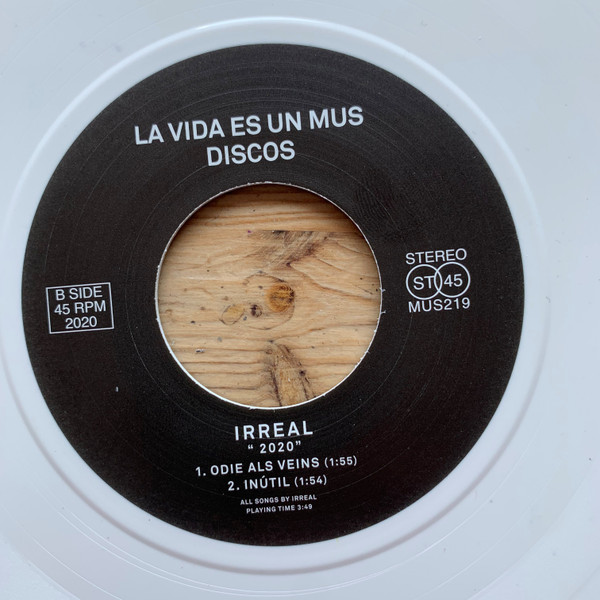 LA VIDA ES UN MUS
DISCOS
B SIDE
45 RPM
2020
STEREO
ST 45
MUS219
IRREAL
“ 2020”
1. ODIE ALS VEINS (1:55)
2. INÚTIL (1:54)
ALL SONGS BY IRREAL
PLAYING TIME 3:49